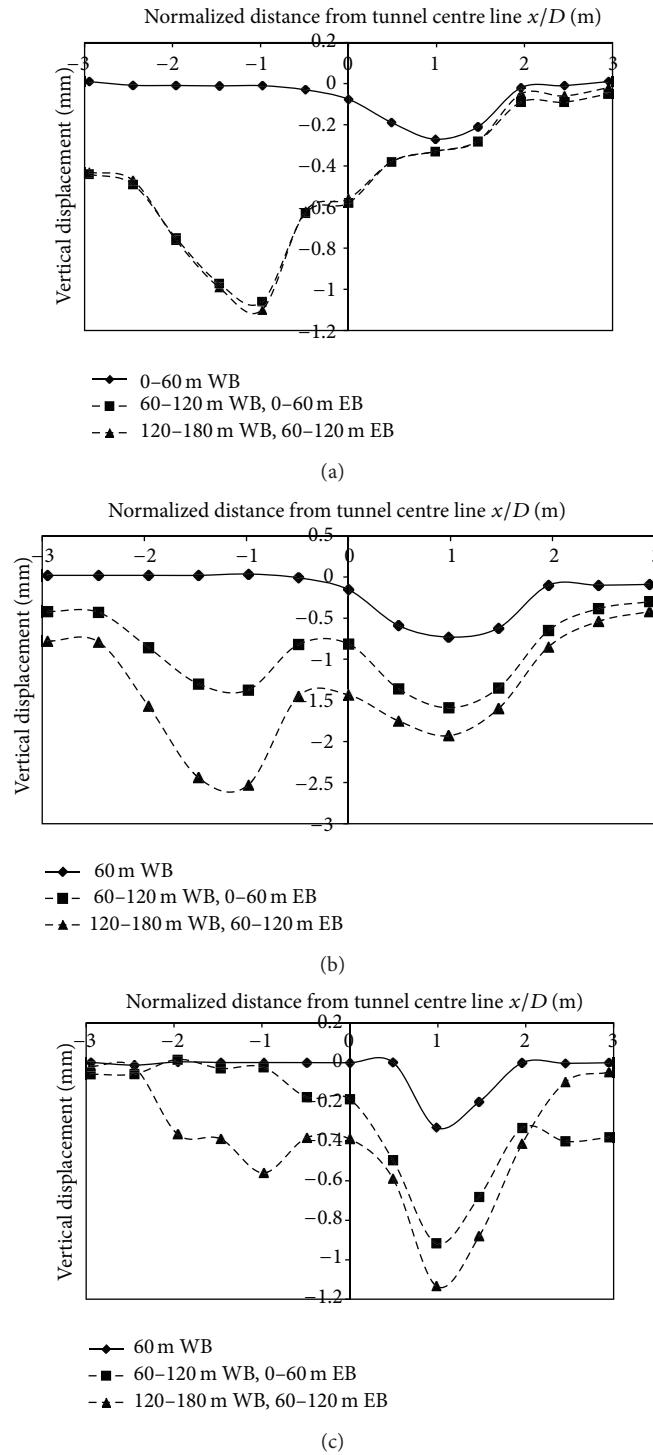 Normalized distance from tunnel centre line x/D (m)
0.2
−3 −2 −1 0 1 2 3
0
−0.2
−0.4
−0.6
−0.8
−1
−1.2
Vertical displacement (mm)
0–60 m WB
60–120 m WB, 0–60 m EB
120–180 m WB, 60–120 m EB
(a)
Normalized distance from tunnel centre line x/D (m)
0.5
−3 −2 −1 0 1 2 3
0
−0.5
−1
−1.5
−2
−2.5
−3
Vertical displacement (mm)
60 m WB
60–120 m WB, 0–60 m EB
120–180 m WB, 60–120 m EB
(b)
Normalized distance from tunnel centre line x/D (m)
0.2
−3 −2 −1 0 1 2 3
0
−0.2
−0.4
−0.6
−0.8
−1
−1.2
Vertical displacement (mm)
60 m WB
60–120 m WB, 0–60 m EB
120–180 m WB, 60–120 m EB
(c)